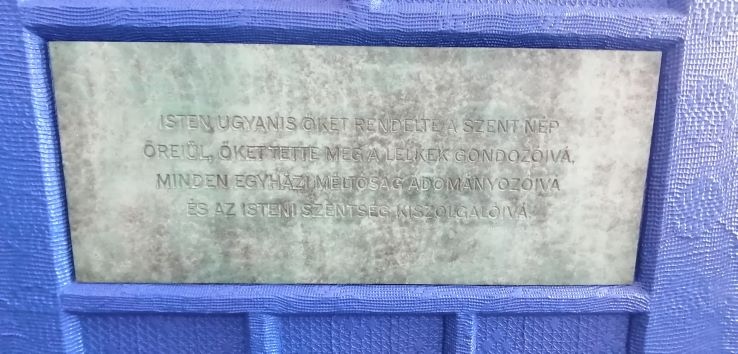 ISTEN UGYANIS ŐKET RENDELTE A SZENT NÉP
ŐREIÜL, ŐKET TETTE MEG A LELKEK GONDOZÓIVÁ,
MINDEN EGYHÁZI MÉLTÓSÁG ADOMÁNYOZÓIVÁ
ÉS AZ ISTENI SZENTSÉG KISZOLGÁLÓIVÁ.